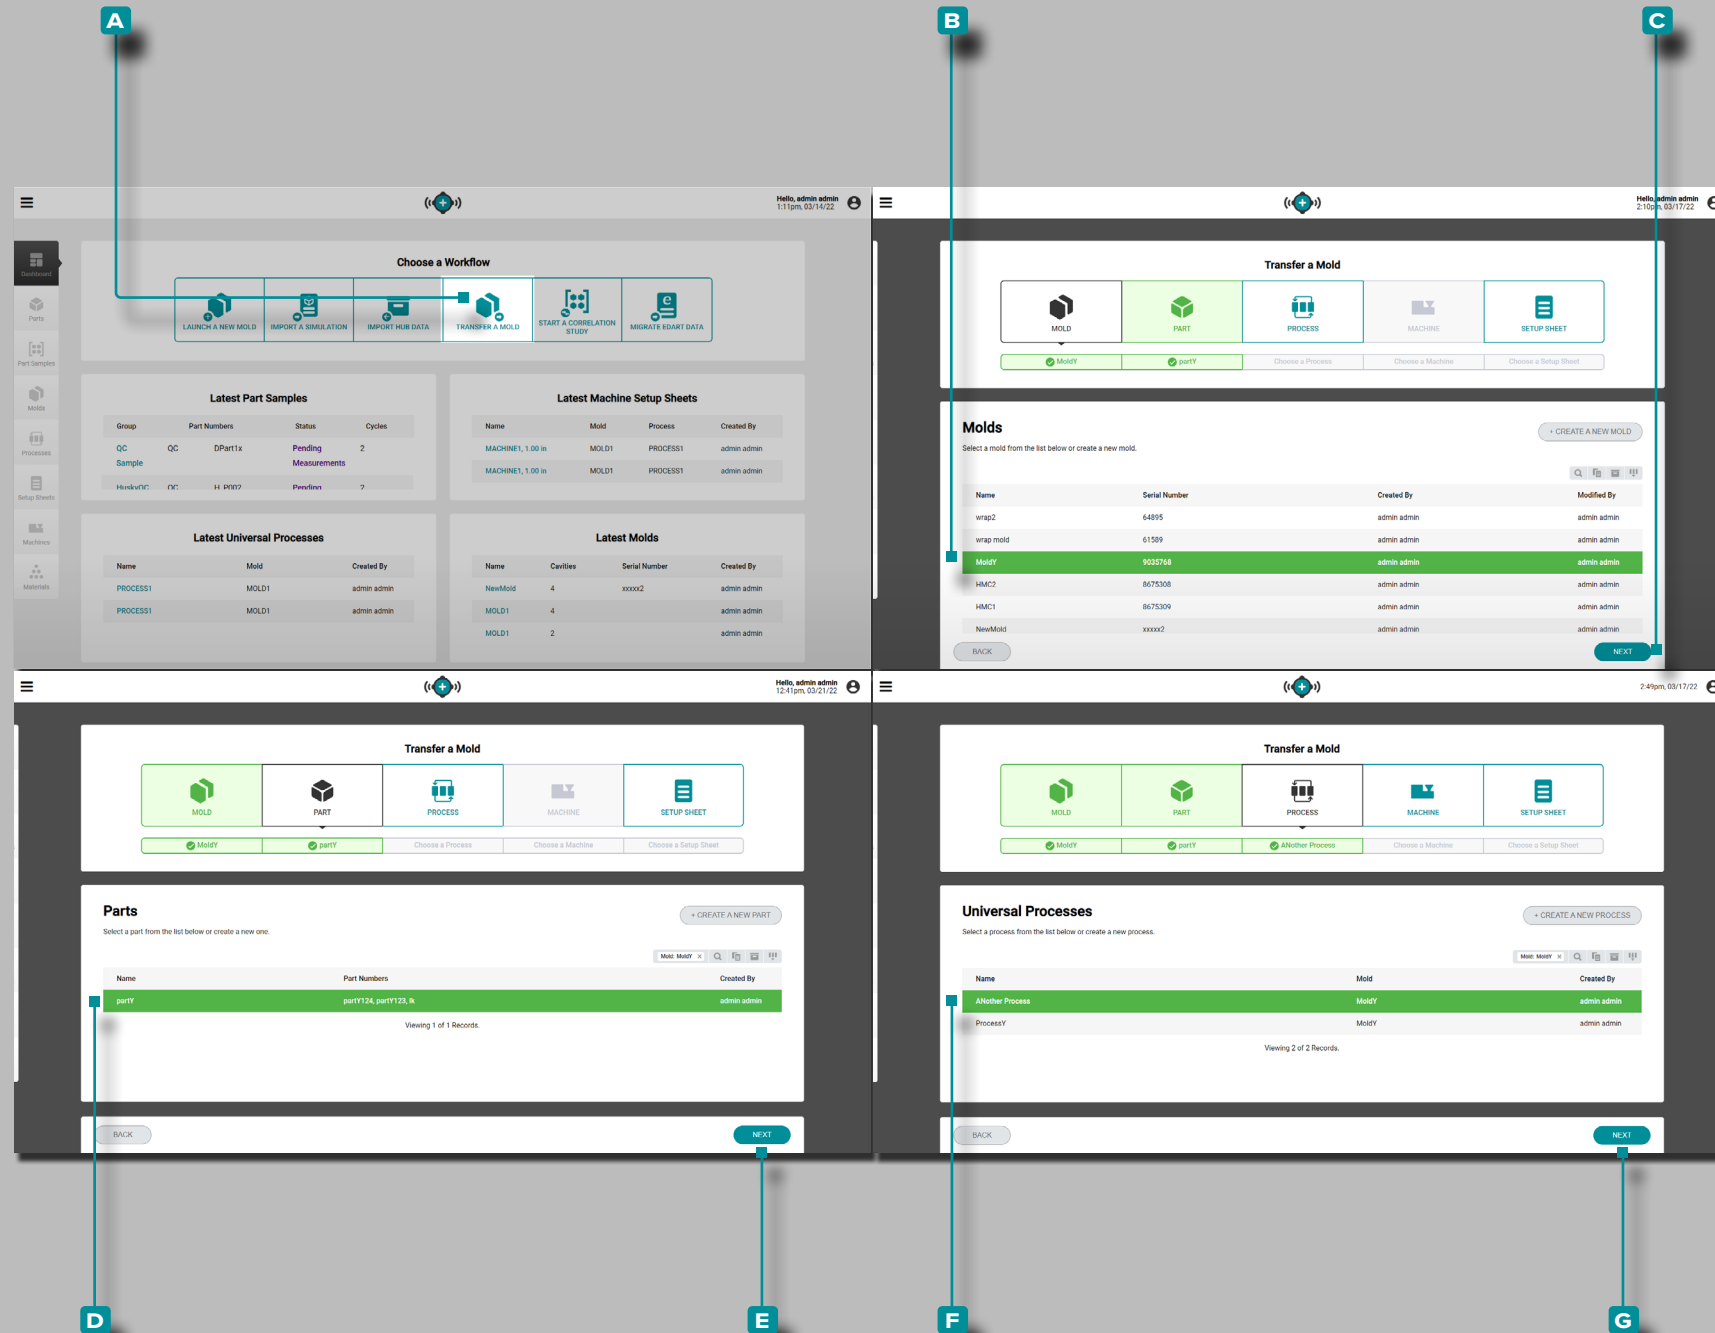 A
B
C
Hello, admin admin
1:11pm, 03/14/22
Dashboard
Parts
Part Samples
Molds
Processes
Setup Sheets
Machines
Materials
Choose a Workflow
LAUNCH A NEW MOLD
IMPORT A SIMULATION
IMPORT HUB DATA
TRANSFER A MOLD
START A CORRELATION
STUDY
MIGRATE EDART DATA
Latest Part Samples
Group Part Numbers Status Cycles
QC QC DPart1x Pending 2
Sample Measurements
HuskyQC QC H_P002 Pending 2
Latest Machine Setup Sheets
Name Mold Process Created By
MACHINE1, 1.00 in MOLD1 PROCESS1 admin admin
MACHINE1, 1.00 in MOLD1 PROCESS1 admin admin
Latest Universal Processes
Name Mold Created By
PROCESS1 MOLD1 admin admin
PROCESS1 MOLD1 admin admin
Latest Molds
Name Cavities Serial Number Created By
NewMold 4 xxxxx2 admin admin
MOLD1 4 admin admin
MOLD1 2 admin admin
Hello, admin admin
2:10pm, 03/17/22
Transfer a Mold
MOLD PART PROCESS MACHINE SETUP SHEET
MoldY partY Choose a Process Choose a Machine Choose a Setup Sheet
Molds
+ CREATE A NEW MOLD
Select a mold from the list below or create a new mold.
Name Serial Number Created By Modified By
wrap2 64895 admin admin admin admin
wrap mold 61589 admin admin admin admin
MoldY 9035768 admin admin admin admin
HMC2 8675308 admin admin admin admin
HMC1 8675309 admin admin admin admin
NewMold xxxxx2 admin admin admin admin
BACK NEXT
Hello, admin admin
12:41pm, 03/21/22
Transfer a Mold
MOLD PART PROCESS MACHINE SETUP SHEET
MoldY partY Choose a Process Choose a Machine Choose a Setup Sheet
Parts
+ CREATE A NEW PART
Select a part from the list below or create a new one.
Mold: MoldY ×
Name Part Numbers Created By
partY partY124, partY123, lk admin admin
Viewing 1 of 1 Records.
BACK NEXT
2:49pm, 03/17/22
Transfer a Mold
MOLD PART PROCESS MACHINE SETUP SHEET
MoldY partY ANother Process Choose a Machine Choose a Setup Sheet
Universal Processes
+ CREATE A NEW PROCESS
Select a process from the list below or create a new process.
Mold: MoldY ×
Name Mold Created By
ANother Process MoldY admin admin
ProcessY MoldY admin admin
Viewing 2 of 2 Records.
BACK NEXT
D
E
F
G